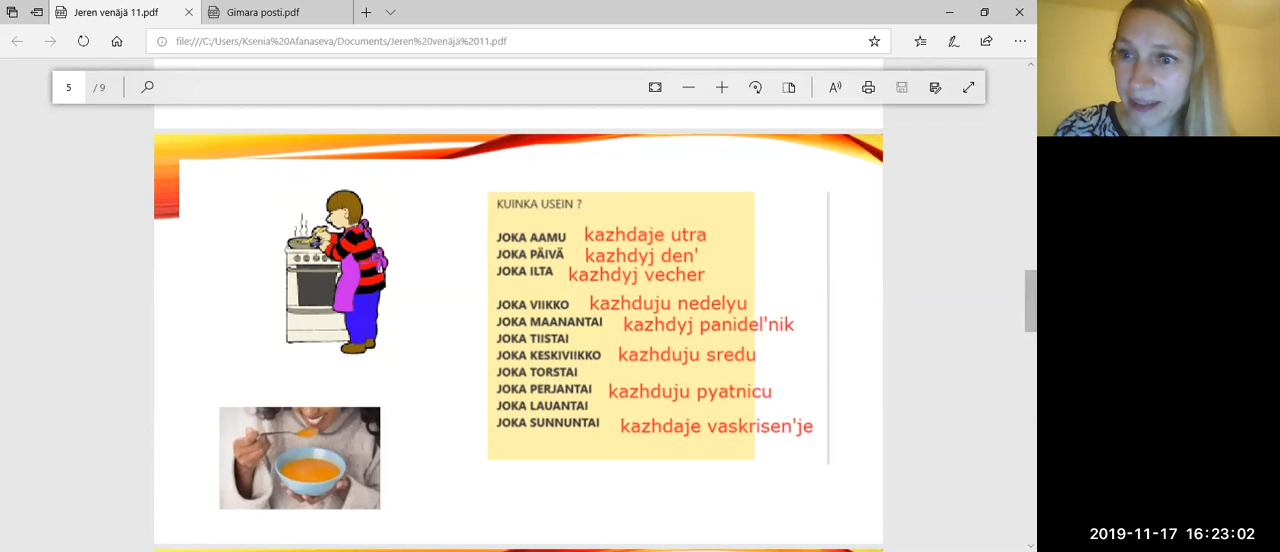 Jeren venäjä 11.pdf
Gimara posti.pdf
file:///C:/Users/Ksenia%20Afanaseva/Documents/Jeren%20venäjä%2011.pdf
5 / 9
KUINKA USEIN ?
JOKA AAMU kazhdaje utra
JOKA PÄIVÄ kazhdyj den'
JOKA ILTA kazhdyj vecher
JOKA VIIKKO kazhduju nedelyu
JOKA MAANANTAI kazhdyj panidel'nik
JOKA TIISTAI
JOKA KESKIVIIKKO kazhduju sredu
JOKA TORSTAI
JOKA PERJANTAI kazhduju pyatnicu
JOKA LAUANTAI
JOKA SUNNUNTAI kazhdaje vaskrisen'je
2019-11-17 16:23:02